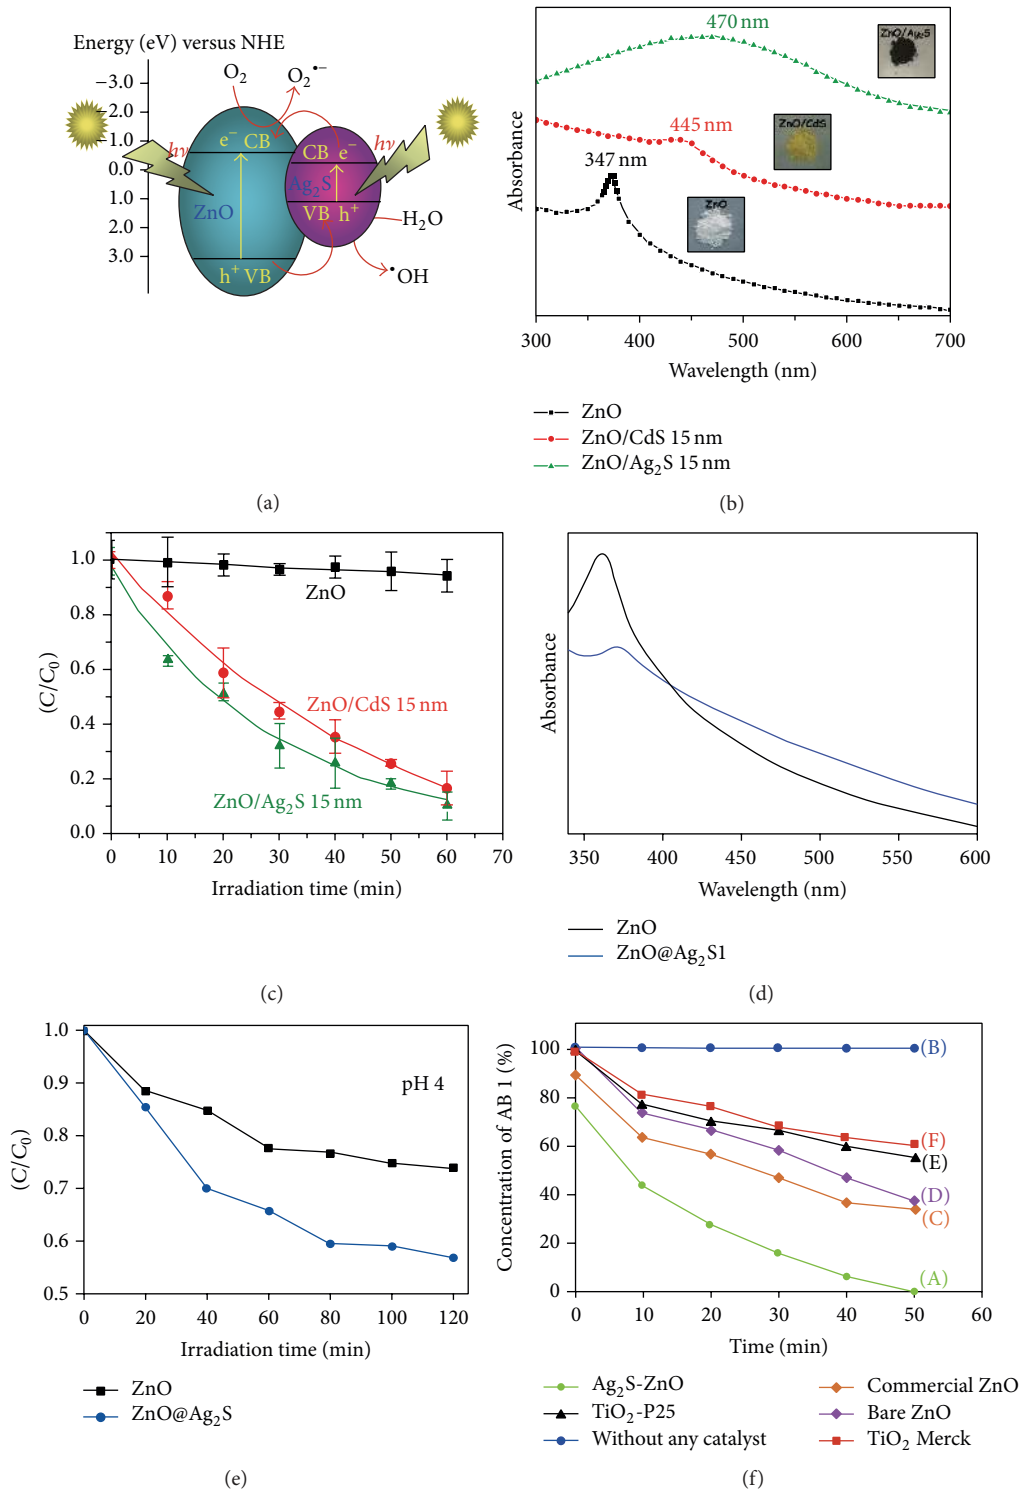 Energy (eV) versus NHE
−3.0
−2.0
−1.0
0.0
1.0
2.0
3.0
O₂
O₂•−
hν
e− CB
CB e−
hν
Ag₂S
ZnO
VB h+
H₂O
h+ VB
•OH
(a)
Absorbance
470 nm
445 nm
347 nm
ZnO/Ag₂S
ZnO/CdS
ZnO
300
400
500
600
700
Wavelength (nm)
ZnO
ZnO/CdS 15 nm
ZnO/Ag₂S 15 nm
(b)
(C/C₀)
1.0
0.8
0.6
0.4
0.2
0.0
ZnO
ZnO/CdS 15 nm
ZnO/Ag₂S 15 nm
0 10 20 30 40 50 60 70
Irradiation time (min)
(c)
Absorbance
350 400 450 500 550 600
Wavelength (nm)
ZnO
ZnO@Ag₂S1
(d)
(C/C₀)
1.0
0.9
0.8
0.7
0.6
0.5
pH 4
0 20 40 60 80 100 120
Irradiation time (min)
ZnO
ZnO@Ag₂S
(e)
Concentration of AB 1 (%)
100
80
60
40
20
0
(B)
(F)
(E)
(D)
(C)
(A)
0 10 20 30 40 50 60
Time (min)
Ag₂S-ZnO
TiO₂-P25
Without any catalyst
Commercial ZnO
Bare ZnO
TiO₂ Merck
(f)